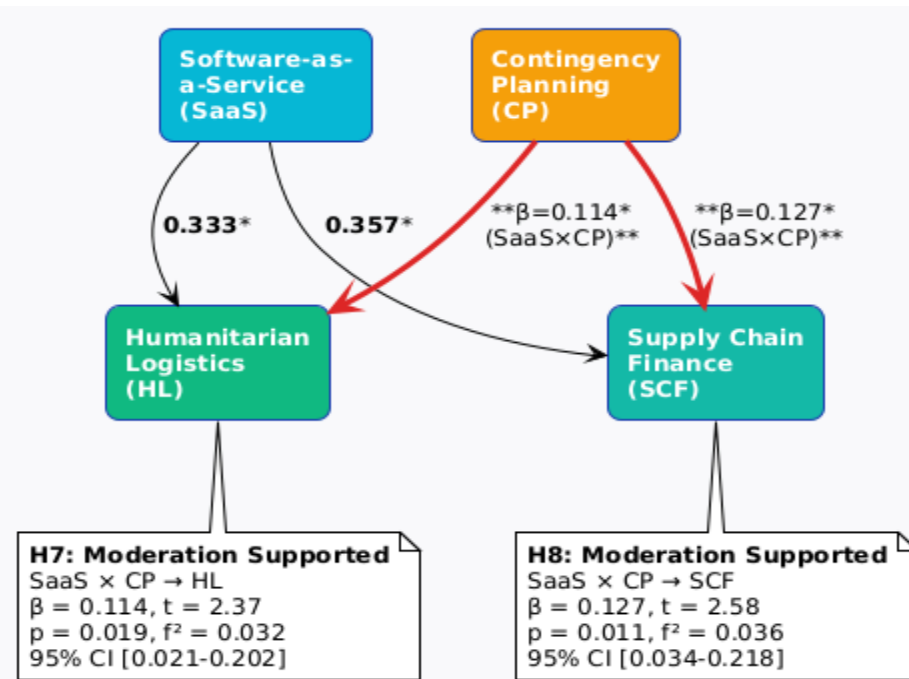 Software-as-
a-Service
(SaaS)
Contingency
Planning
(CP)
0.333*
0.357*
**β=0.114*
(SaaS×CP)**
**β=0.127*
(SaaS×CP)**
Humanitarian
Logistics
(HL)
Supply Chain
Finance
(SCF)
H7: Moderation Supported
SaaS × CP → HL
β = 0.114, t = 2.37
p = 0.019, f² = 0.032
95% CI [0.021-0.202]
H8: Moderation Supported
SaaS × CP → SCF
β = 0.127, t = 2.58
p = 0.011, f² = 0.036
95% CI [0.034-0.218]